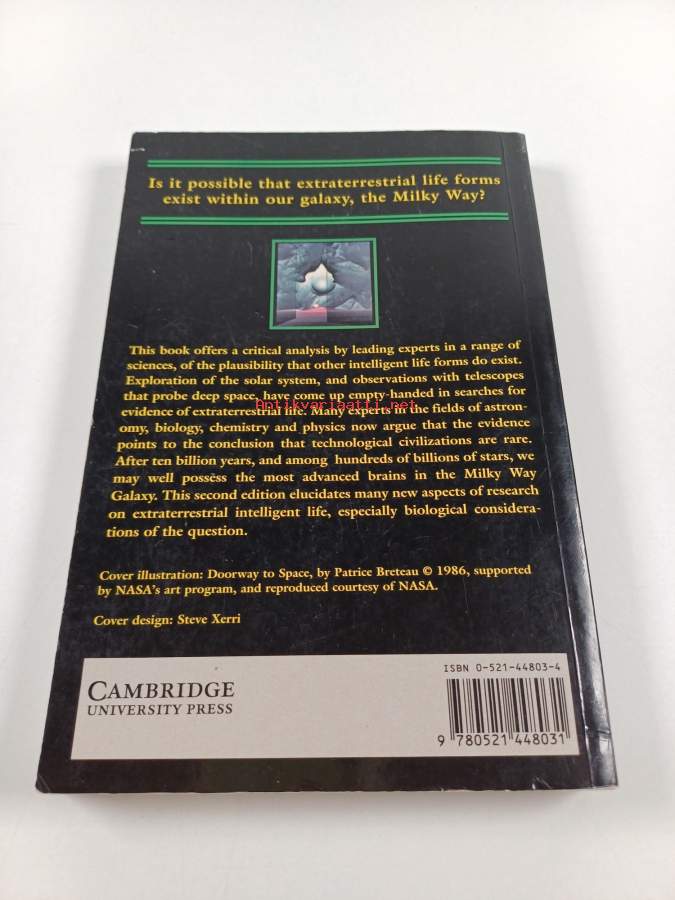 Is it possible that extraterrestrial life forms
exist within our galaxy, the Milky Way?
This book offers a critical analysis by leading experts in a range of
sciences, of the plausibility that other intelligent life forms do exist.
Exploration of the solar system, and observations with telescopes
that probe deep space, have come up empty-handed in searches for
Antikvariaatti.net
evidence of extraterrestrial life. Many experts in the fields of astron-
omy, biology, chemistry and physics now argue that the evidence
points to the conclusion that technological civilizations are rare.
After ten billion years, and among hundreds of billions of stars, we
may well possess the most advanced brains in the Milky Way
Galaxy. This second edition elucidates many new aspects of research
on extraterrestrial intelligent life, especially biological considera-
tions of the question.
Cover illustration: Doorway to Space, by Patrice Breteau © 1986, supported
by NASA's art program, and reproduced courtesy of NASA.
Cover design: Steve Xerri
CAMBRIDGE
UNIVERSITY PRESS
ISBN 0-521-44803-4
9 780521 448031